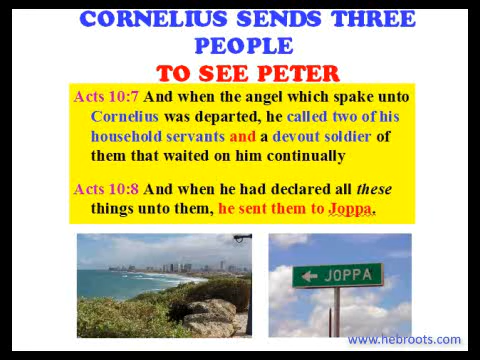 CORNELIUS SENDS THREE
PEOPLE
TO SEE PETER
Acts 10:7 And when the angel which spake unto
Cornelius was departed, he called two of his
household servants and a devout soldier of
them that waited on him continually
Acts 10:8 And when he had declared all these
things unto them, he sent them to Joppa.
JOPPA
www.hebroots.com